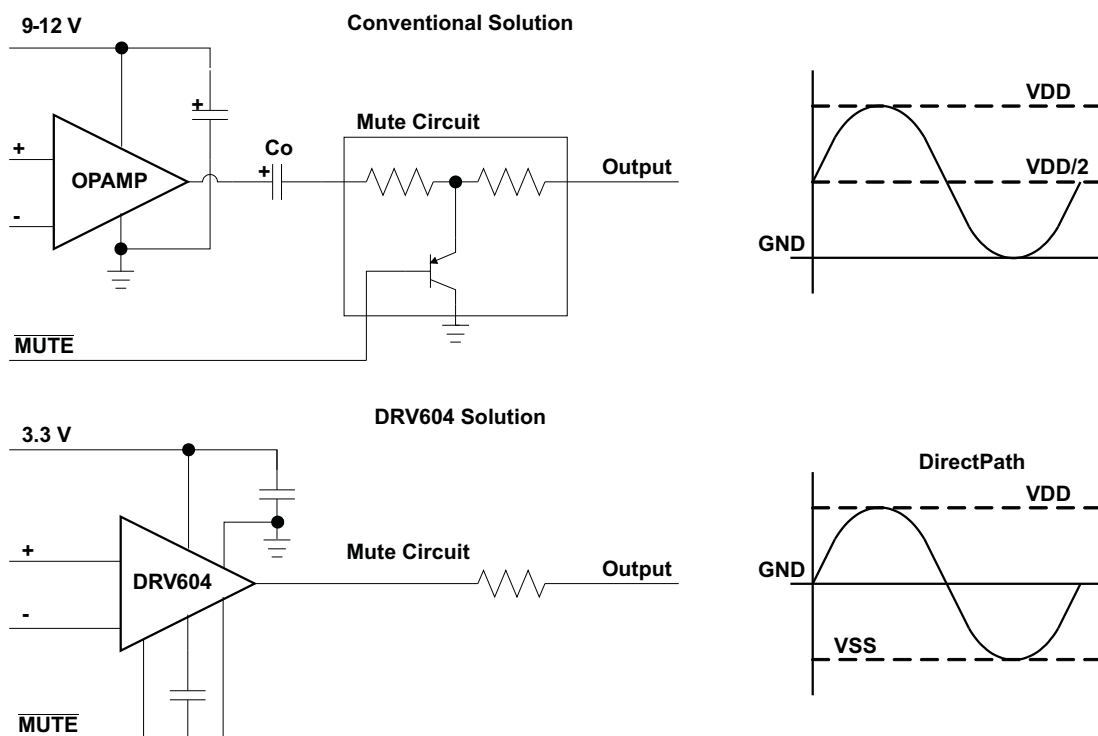 Conventional Solution
9-12 V
+
Mute Circuit
Co
+
Output
+
OPAMP
-
MUTE
VDD
VDD/2
GND
DRV604 Solution
3.3 V
Mute Circuit
Output
+
DRV604
-
MUTE
DirectPath
VDD
GND
VSS